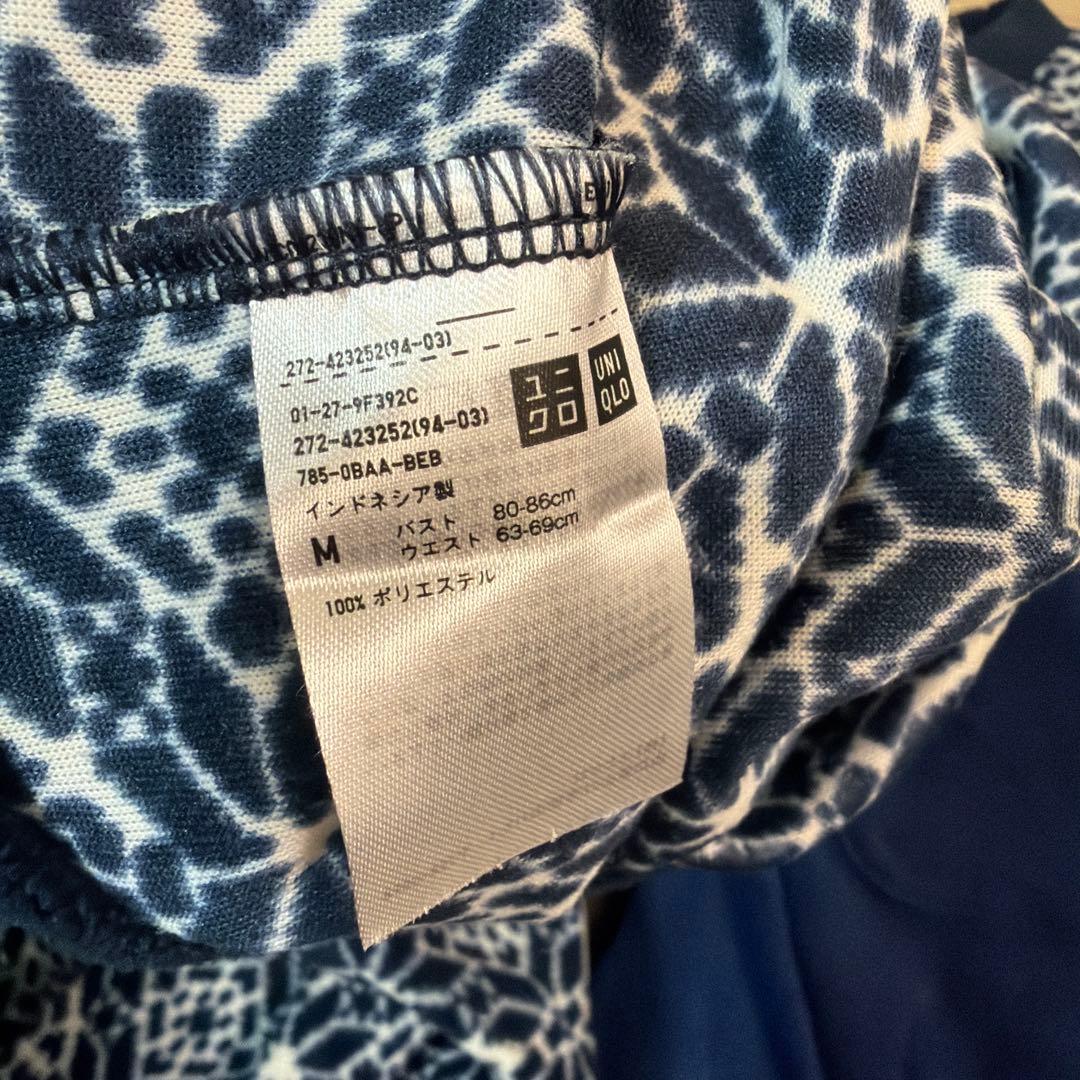 272-423252(94-03)
ユニクロ
UNIQLO
01-27-9F392C
272-423252(94-03)
785-0BAA-BEB
インドネシア製
M バスト 80-86cm
ウエスト 63-69cm
100% ポリエステル